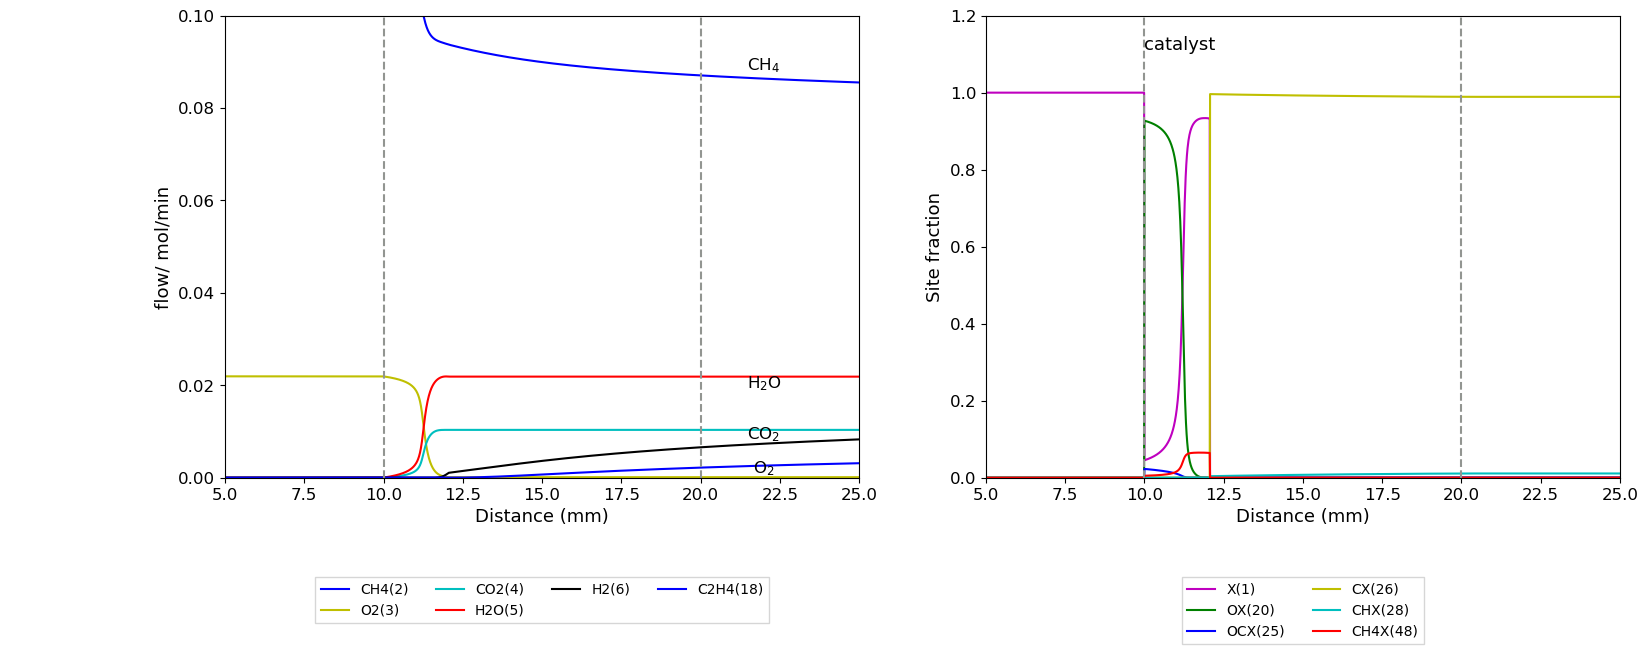 0.10
0.08
0.06
0.04
0.02
0.00
flow/ mol/min
CH₄
H₂O
CO₂
O₂
5.0 7.5 10.0 12.5 15.0 17.5 20.0 22.5 25.0
Distance (mm)
CH4(2) CO2(4) H2(6) C2H4(18)
O2(3) H2O(5)
1.2
1.0
0.8
0.6
0.4
0.2
0.0
Site fraction
catalyst
5.0 7.5 10.0 12.5 15.0 17.5 20.0 22.5 25.0
Distance (mm)
X(1) CX(26)
OX(20) CHX(28)
OCX(25) CH4X(48)